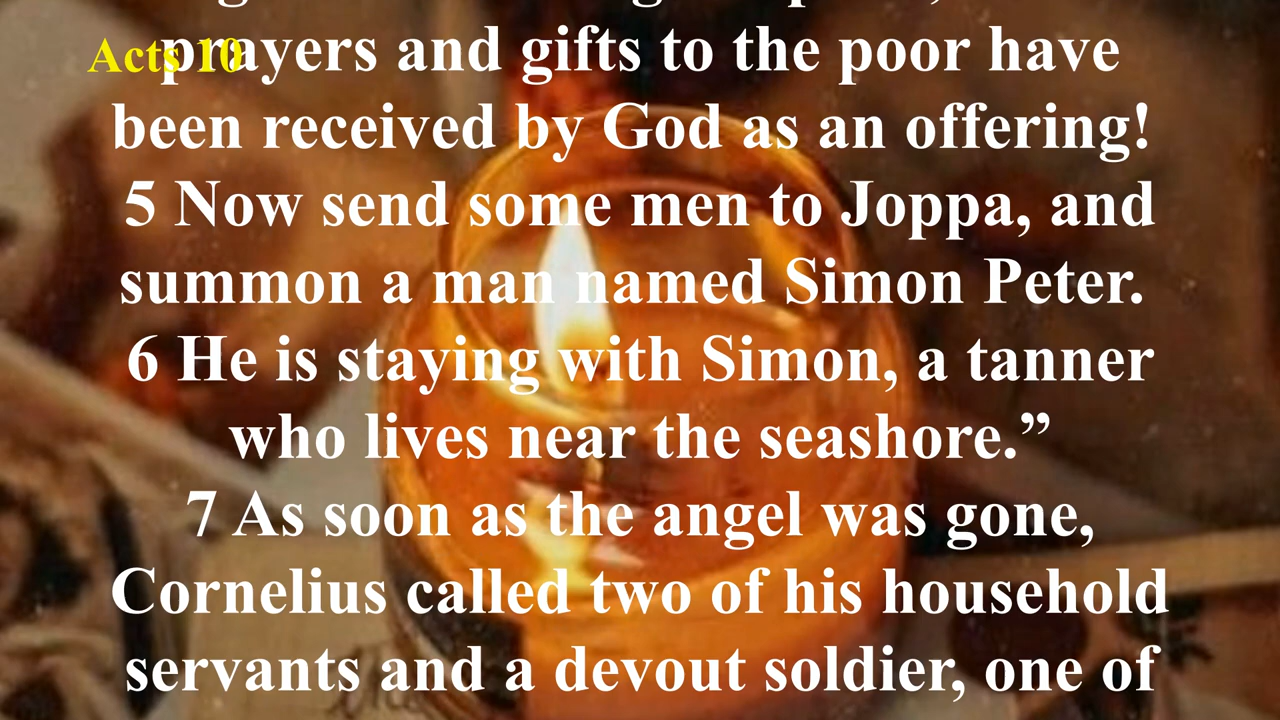 Acts 10
prayers and gifts to the poor have
been received by God as an offering!
5 Now send some men to Joppa, and
summon a man named Simon Peter.
6 He is staying with Simon, a tanner
who lives near the seashore.”
7 As soon as the angel was gone,
Cornelius called two of his household
servants and a devout soldier, one of